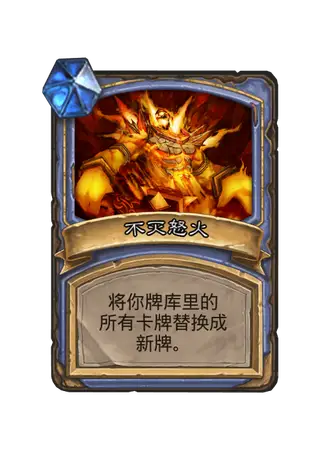 不灭怒火
将你牌库里的
所有卡牌替换成
新牌。